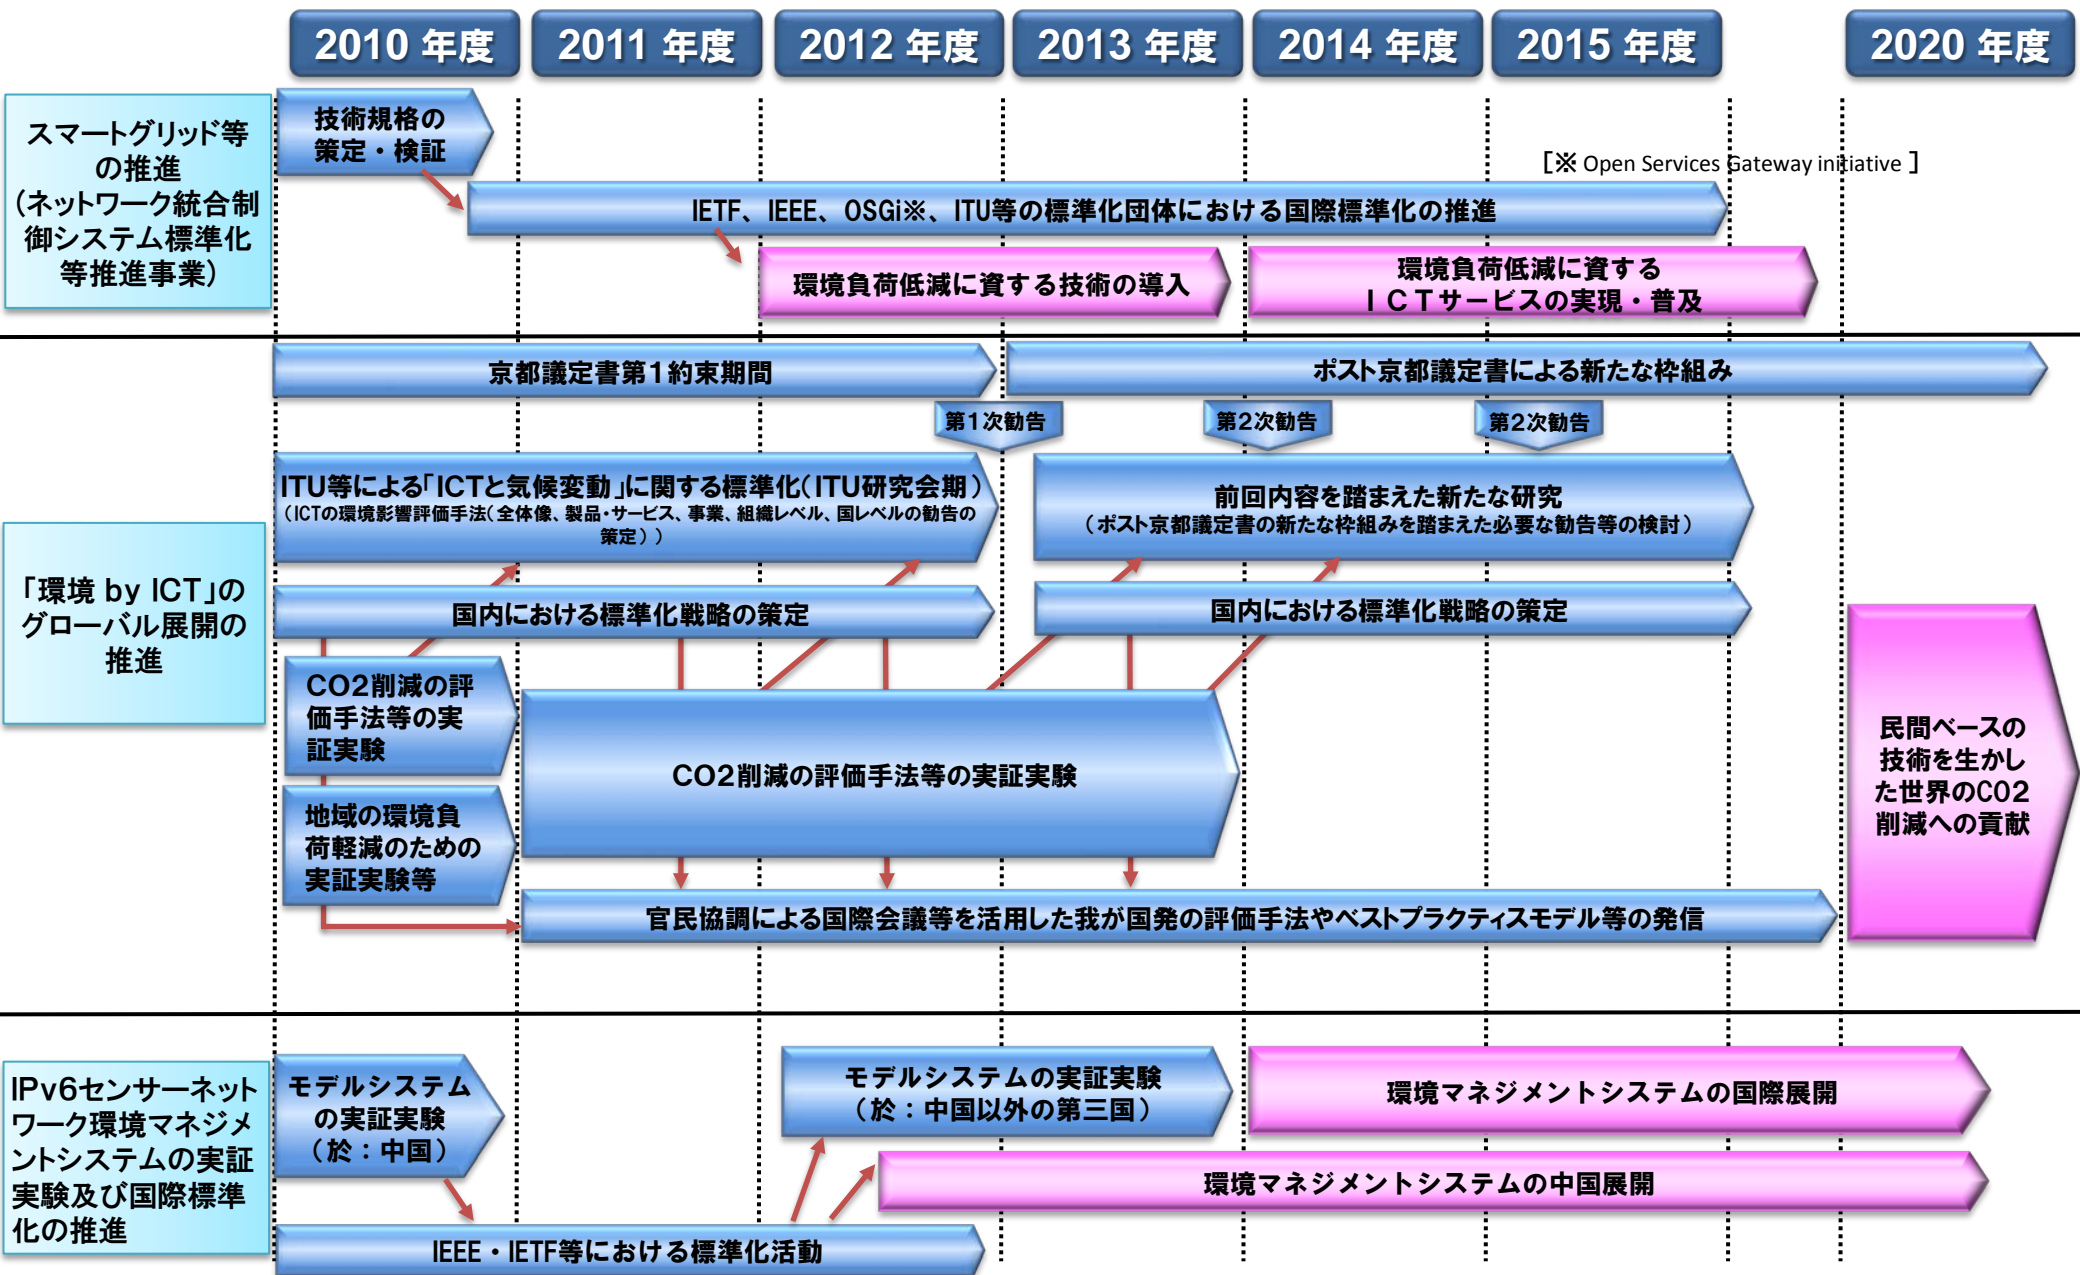 2010 年度
2011 年度
2012 年度
2013 年度
2014 年度
2015 年度
2020 年度
スマートグリッド等
の推進
(ネットワーク統合制
御システム標準化
等推進事業)
技術規格の
策定・検証
[※ Open Services Gateway initiative ]
IETF、IEEE、OSGi※、ITU等の標準化団体における国際標準化の推進
環境負荷低減に資する技術の導入
環境負荷低減に資する
ICTサービスの実現・普及
「環境 by ICT」の
グローバル展開の
推進
京都議定書第1約束期間
ポスト京都議定書による新たな枠組み
第1次勧告
第2次勧告
第2次勧告
ITU等による「ICTと気候変動」に関する標準化(ITU研究会期)
(ICTの環境影響評価手法(全体像、製品・サービス、事業、組織レベル、国レベルの勧告の
策定))
前回内容を踏まえた新たな研究
(ポスト京都議定書の新たな枠組みを踏まえた必要な勧告等の検討)
国内における標準化戦略の策定
国内における標準化戦略の策定
CO2削減の評
価手法等の実
証実験
CO2削減の評価手法等の実証実験
地域の環境負
荷軽減のための
実証実験等
官民協調による国際会議等を活用した我が国発の評価手法やベストプラクティスモデル等の発信
民間ベースの
技術を生かし
た世界のCO2
削減への貢献
IPv6センサーネット
ワーク環境マネジメ
ントシステムの実証
実験及び国際標準
化の推進
モデルシステム
の実証実験
(於:中国)
モデルシステムの実証実験
(於:中国以外の第三国)
環境マネジメントシステムの国際展開
環境マネジメントシステムの中国展開
IEEE・IETF等における標準化活動